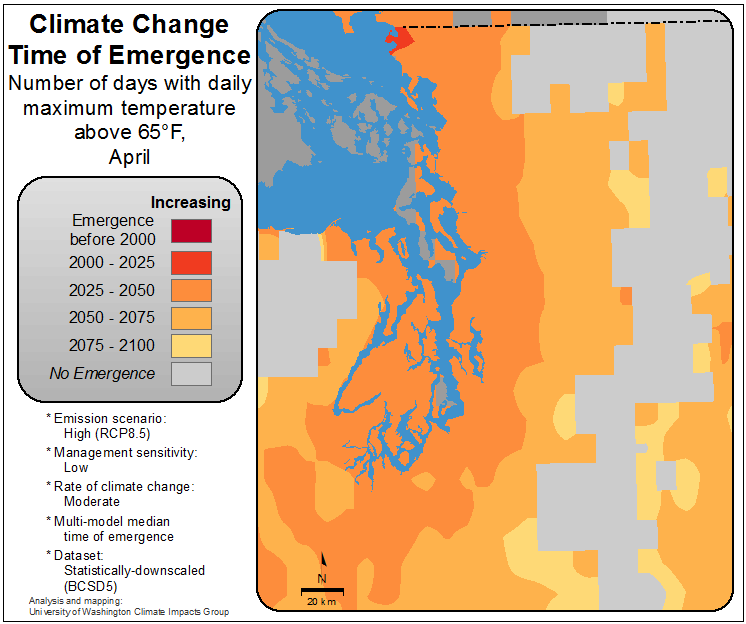 Climate Change
Time of Emergence
Number of days with daily
maximum temperature
above 65°F,
April
Increasing
Emergence
before 2000
2000 - 2025
2025 - 2050
2050 - 2075
2075 - 2100
No Emergence
* Emission scenario:
High (RCP8.5)
* Management sensitivity:
Low
* Rate of climate change:
Moderate
* Multi-model median
time of emergence
* Dataset:
Statistically-downscaled
(BCSD5)
Analysis and mapping:
University of Washington Climate Impacts Group
N
20 km